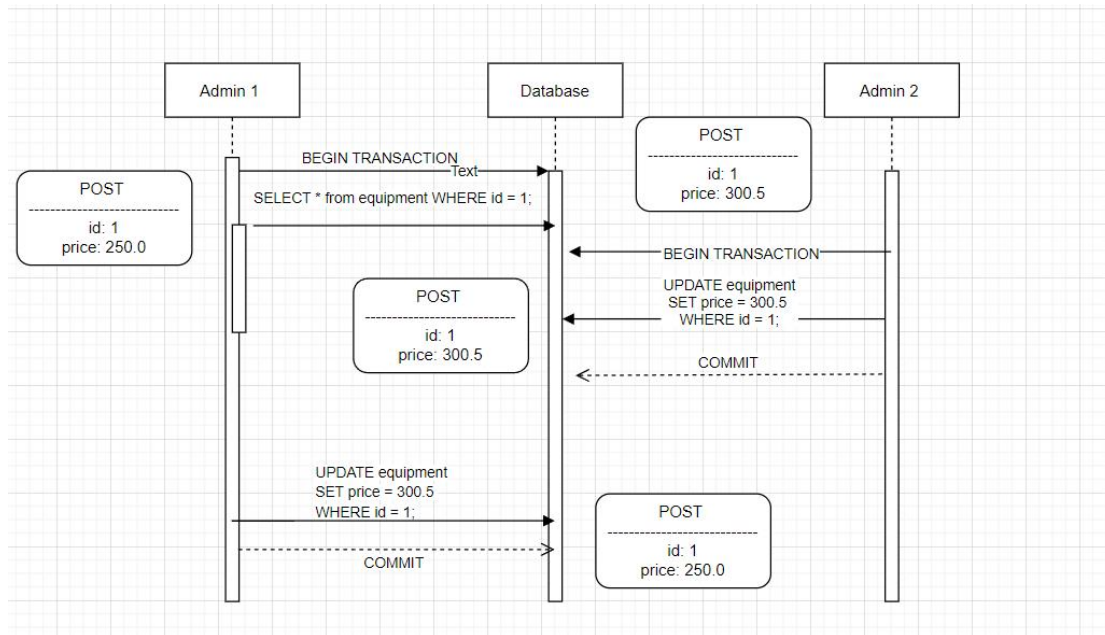 Admin 1
Database
Admin 2
POST
id: 1
price: 300.5
BEGIN TRANSACTION
Text
POST
id: 1
price: 250.0
SELECT * from equipment WHERE id = 1;
BEGIN TRANSACTION
UPDATE equipment
SET price = 300.5
WHERE id = 1;
POST
id: 1
price: 300.5
COMMIT
UPDATE equipment
SET price = 300.5
WHERE id = 1;
POST
id: 1
price: 250.0
COMMIT